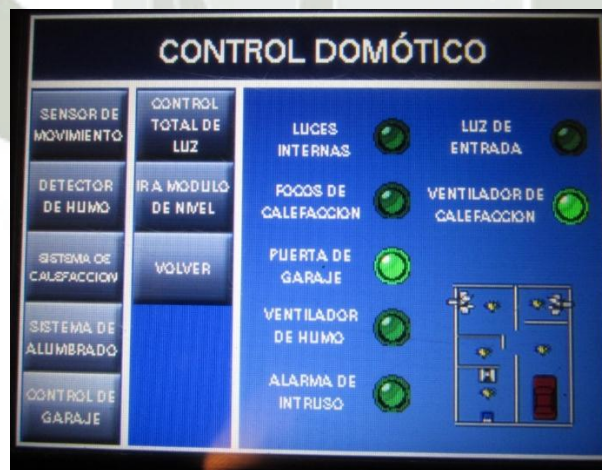 CONTROL DOMÓTICO
SENSOR DE
MOVIMIENTO
DETECTOR
DE HUMO
SISTEMA DE
CALEFACCION
SISTEMA DE
ALUMBRADO
CONTROL DE
GARAJE
CONTROL
TOTAL DE
LUZ
IR A MODULO
DE NIVEL
VOLVER
LUCES
INTERNAS
FOCOS DE
CALEFACCION
PUERTA DE
GARAJE
VENTILADOR
DE HUMO
ALARMA DE
INTRUSO
LUZ DE
ENTRADA
VENTILADOR DE
CALEFACCION